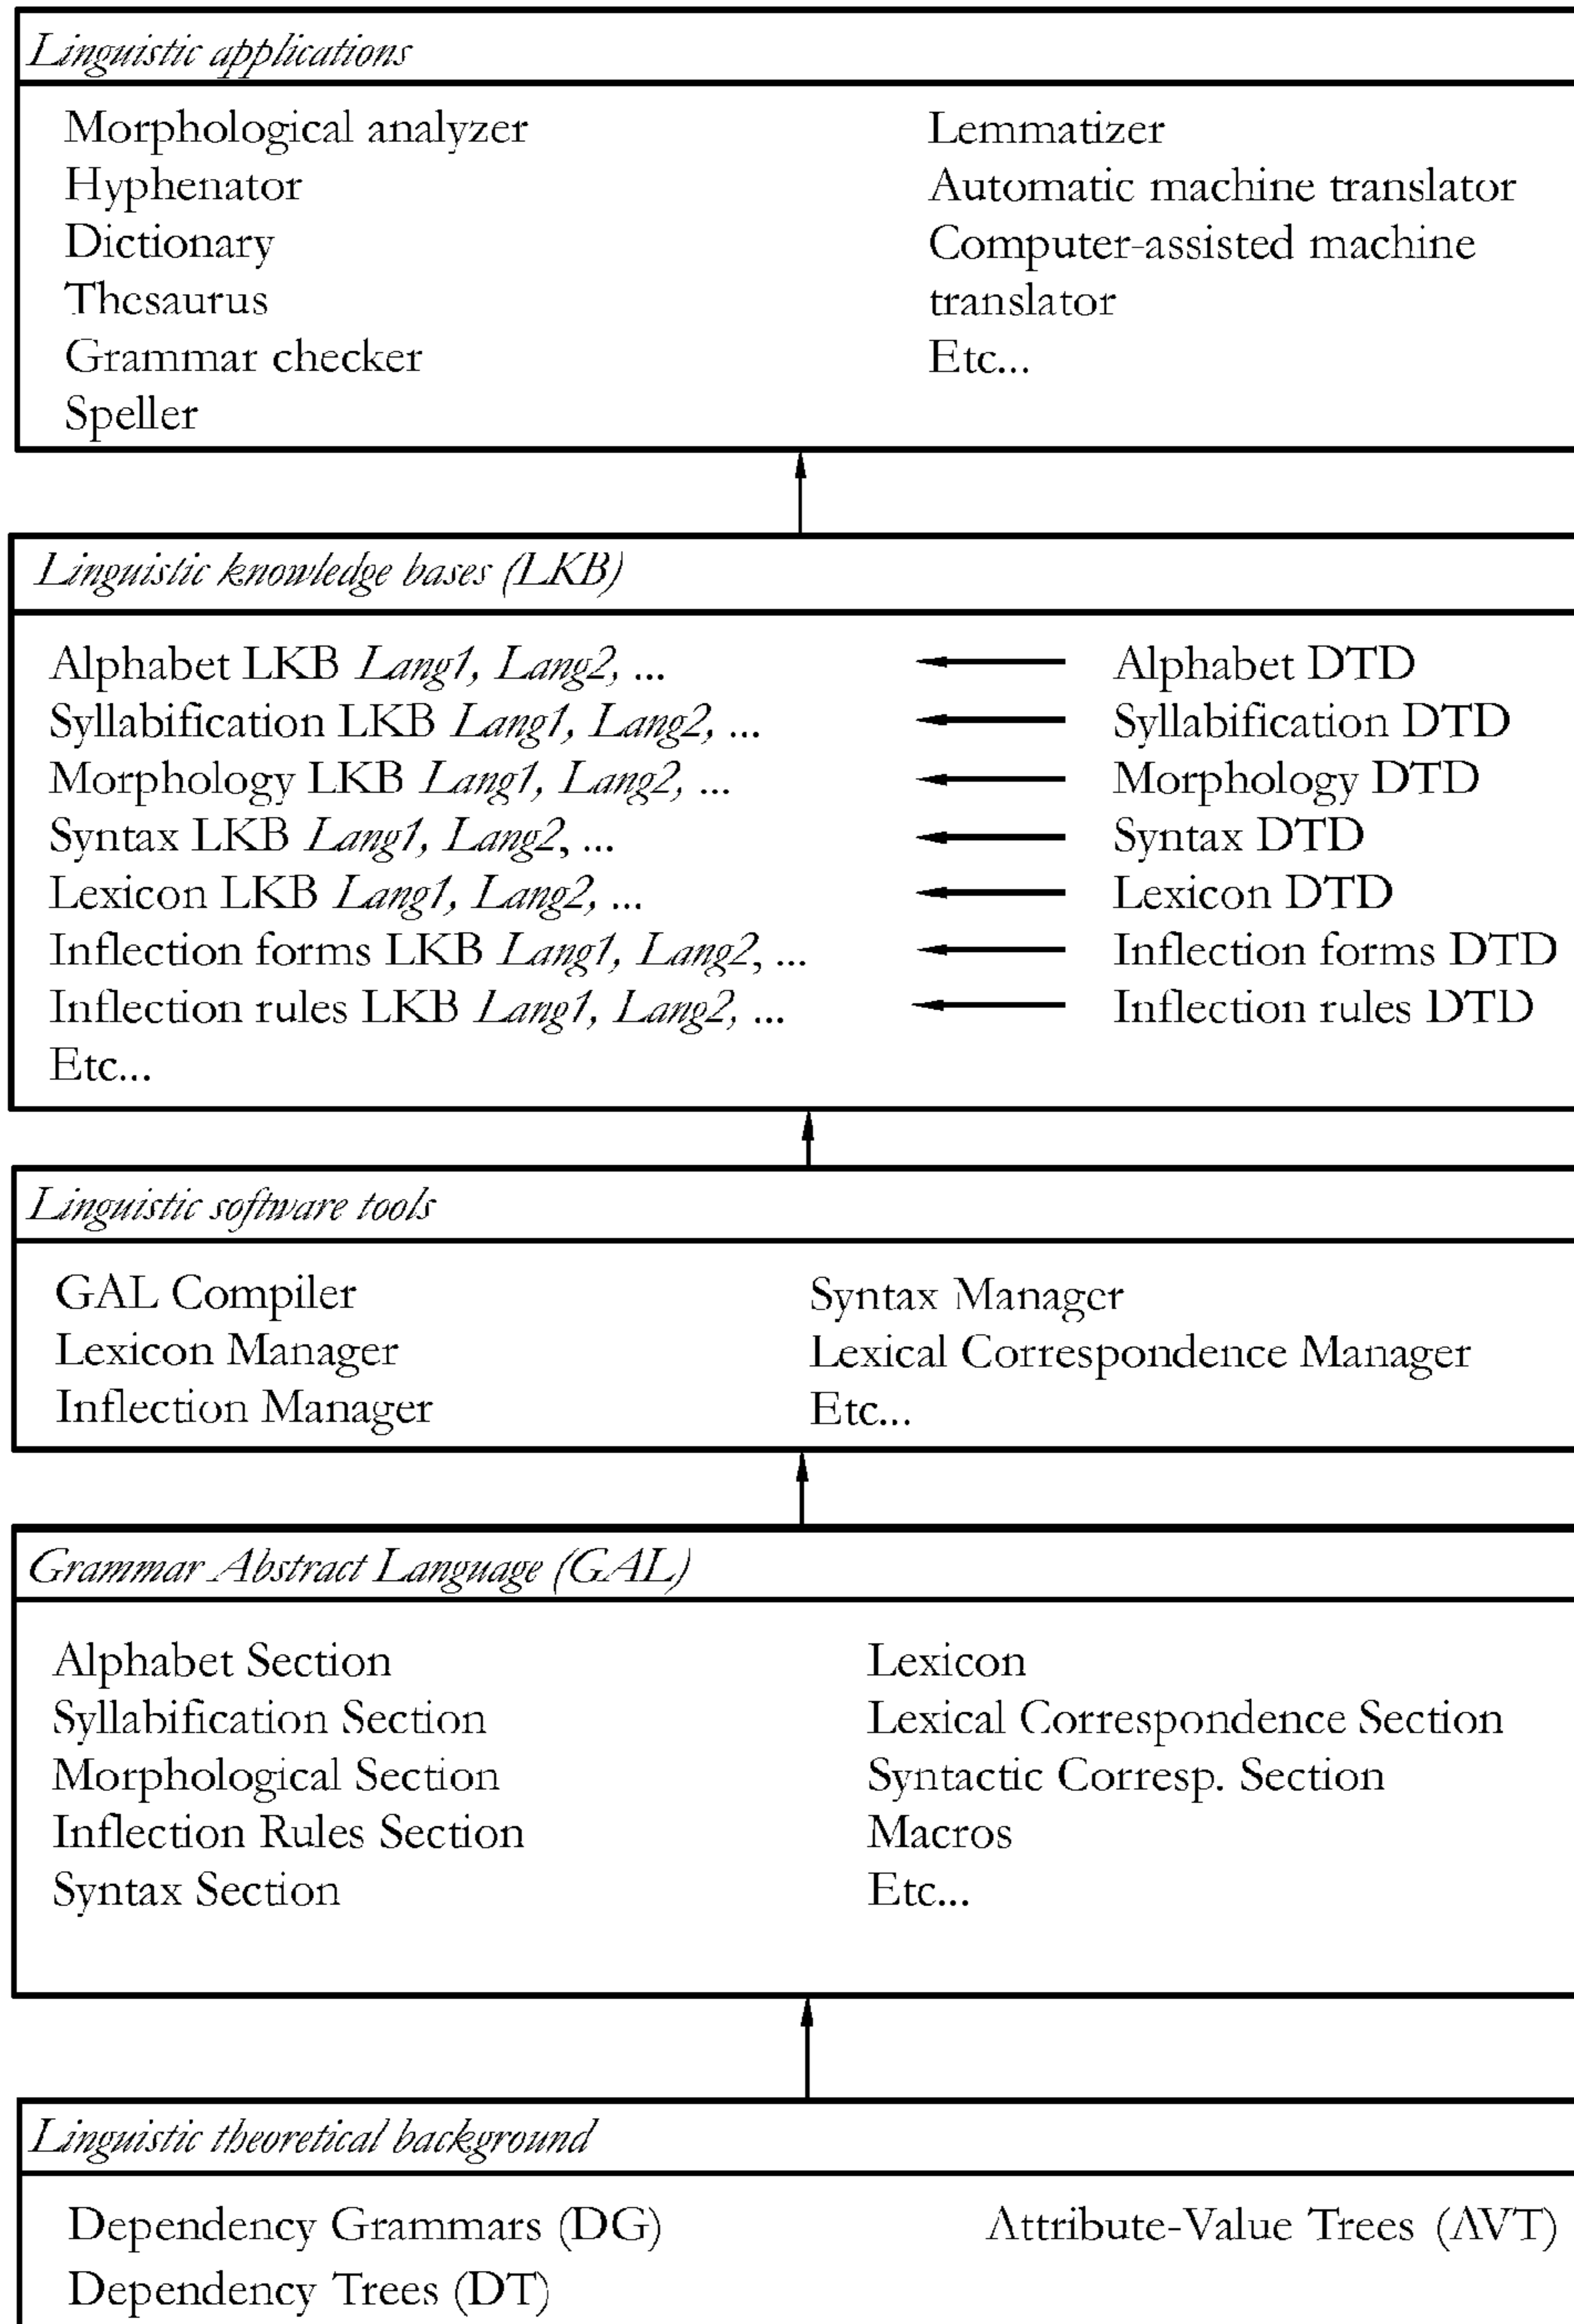 Linguistic applications
Morphological analyzer
Hyphenator
Dictionary
Thesaurus
Grammar checker
Speller
Lemmatizer
Automatic machine translator
Computer-assisted machine
translator
Etc...
Linguistic knowledge bases (LKB)
Alphabet LKB Lang1, Lang2, ... Alphabet DTD
Syllabification LKB Lang1, Lang2, ... Syllabification DTD
Morphology LKB Lang1, Lang2, ... Morphology DTD
Syntax LKB Lang1, Lang2, ... Syntax DTD
Lexicon LKB Lang1, Lang2, ... Lexicon DTD
Inflection forms LKB Lang1, Lang2, ... Inflection forms DTD
Inflection rules LKB Lang1, Lang2, ... Inflection rules DTD
Etc...
Linguistic software tools
GAL Compiler
Lexicon Manager
Inflection Manager
Syntax Manager
Lexical Correspondence Manager
Etc...
Grammar Abstract Language (GAL)
Alphabet Section
Syllabification Section
Morphological Section
Inflection Rules Section
Syntax Section
Lexicon
Lexical Correspondence Section
Syntactic Corresp. Section
Macros
Etc...
Linguistic theoretical background
Dependency Grammars (DG)
Dependency Trees (DT)
Attribute-Value Trees (AVT)